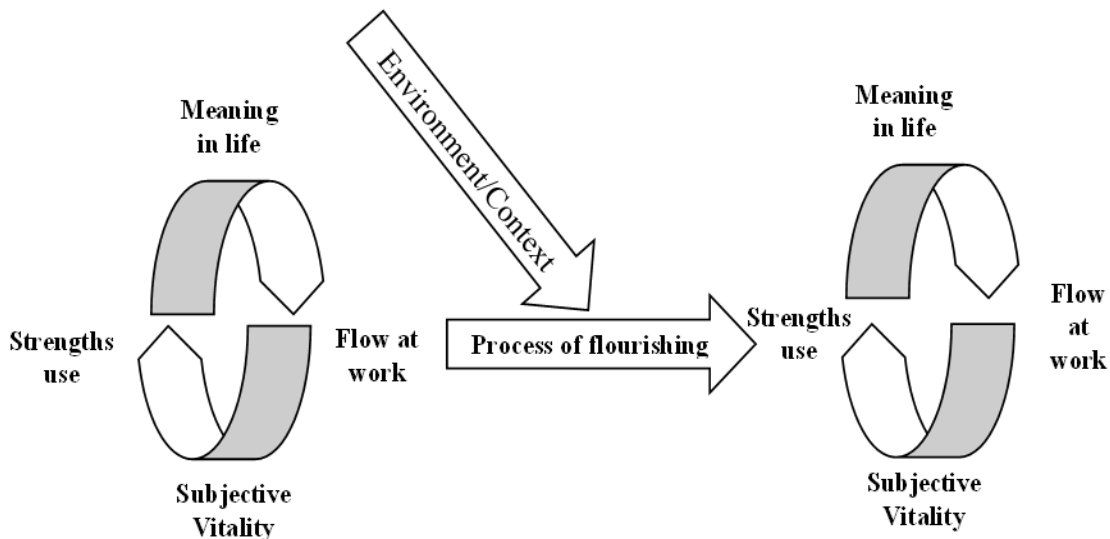 Environment/Context
Meaning
in life
Strengths
use
Flow at
work
Subjective
Vitality
Process of flourishing
Meaning
in life
Strengths
use
Flow
at
work
Subjective
Vitality